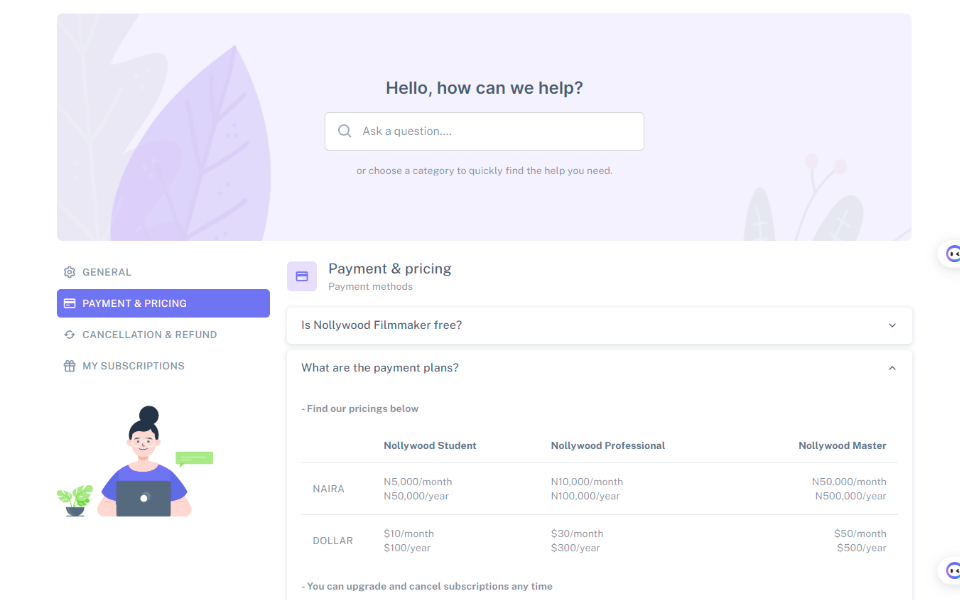 Hello, how can we help?
Ask a question....
or choose a category to quickly find the help you need.
GENERAL
PAYMENT & PRICING
CANCELLATION & REFUND
MY SUBSCRIPTIONS
Payment & pricing
Payment methods
Is Nollywood Filmmaker free?
What are the payment plans?
- Find our pricings below
Nollywood Student Nollywood Professional Nollywood Master
NAIRA
N5,000/month N10,000/month N50,000/month
N50,000/year N100,000/year N500,000/year
DOLLAR
$10/month $30/month $50/month
$100/year $300/year $500/year
- You can upgrade and cancel subscriptions any time